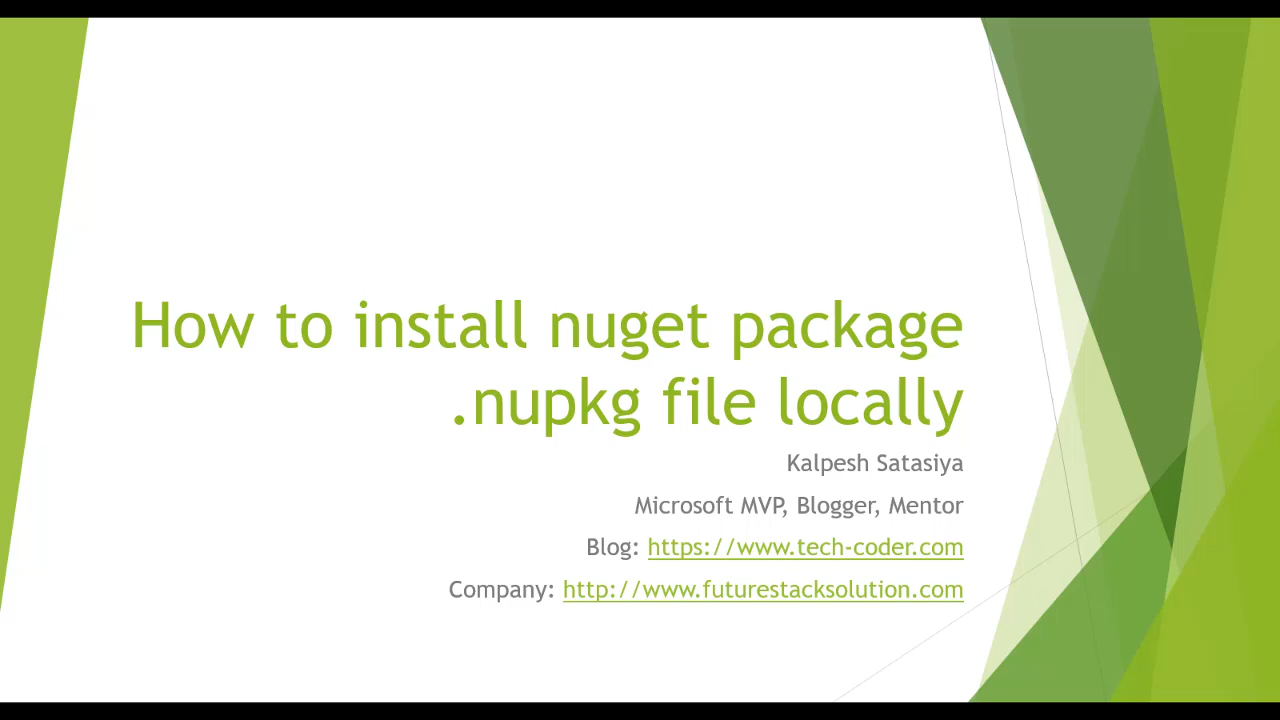 How to install nuget package
.nupkg file locally
Kalpesh Satasiya
Microsoft MVP, Blogger, Mentor
Blog: https://www.tech-coder.com
Company: http://www.futurestacksolution.com